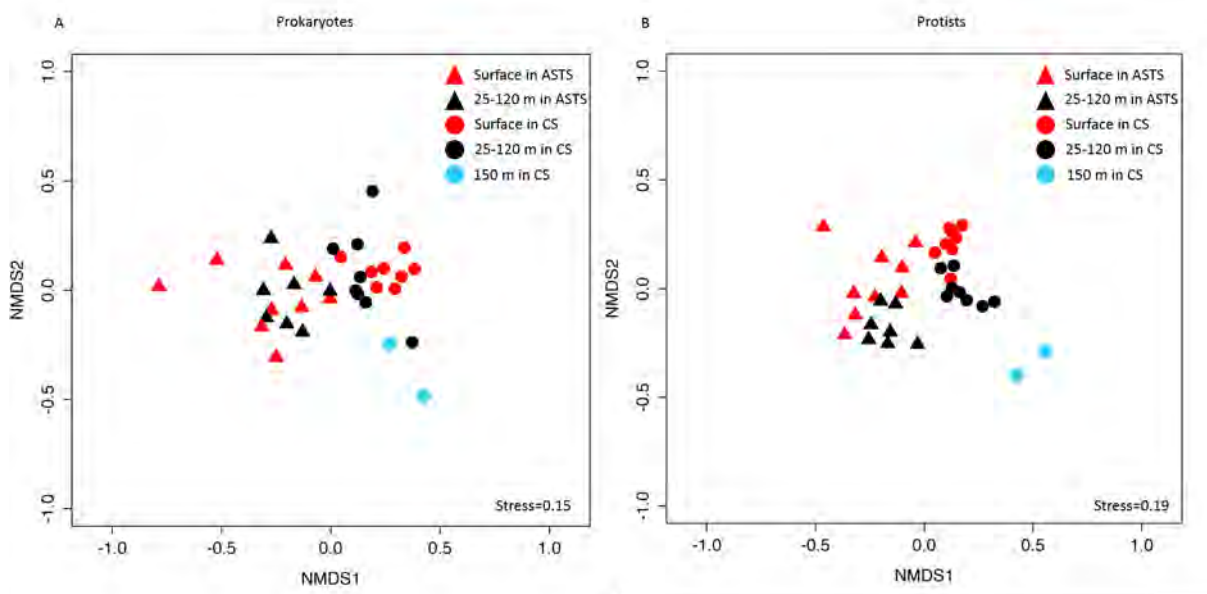 A
Prokaryotes
1.0
0.5
0.0
-0.5
-1.0
NMDS2
Surface in ASTS
25-120 m in ASTS
Surface in CS
25-120 m in CS
150 m in CS
Stress=0.15
-1.0
-0.5
0.0
0.5
1.0
NMDS1
B
Protists
1.0
0.5
0.0
-0.5
-1.0
NMDS2
Surface in ASTS
25-120 m in ASTS
Surface in CS
25-120 m in CS
150 m in CS
Stress=0.19
-1.0
-0.5
0.0
0.5
1.0
NMDS1